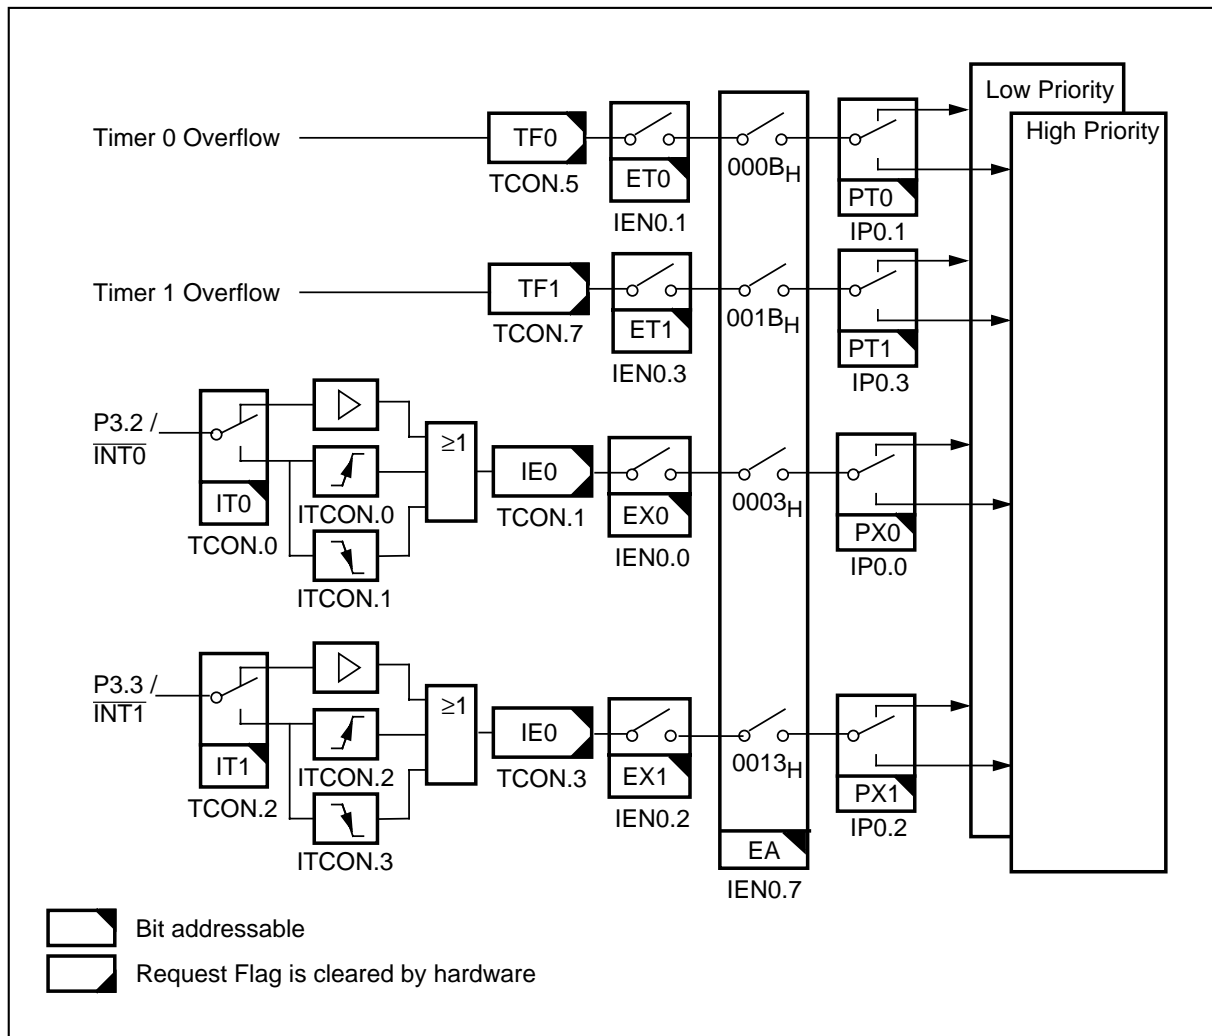 Low Priority
High Priority
Timer 0 Overflow
TF0
TCON.5
ET0
IEN0.1
000BH
PT0
IP0.1
Timer 1 Overflow
TF1
TCON.7
ET1
IEN0.3
001BH
PT1
IP0.3
P3.2 /
INT0
IT0
TCON.0
ITCON.0
ITCON.1
≥1
IE0
TCON.1
EX0
IEN0.0
0003H
PX0
IP0.0
P3.3 /
INT1
IT1
TCON.2
ITCON.2
ITCON.3
≥1
IE0
TCON.3
EX1
IEN0.2
0013H
PX1
IP0.2
EA
IEN0.7
Bit addressable
Request Flag is cleared by hardware